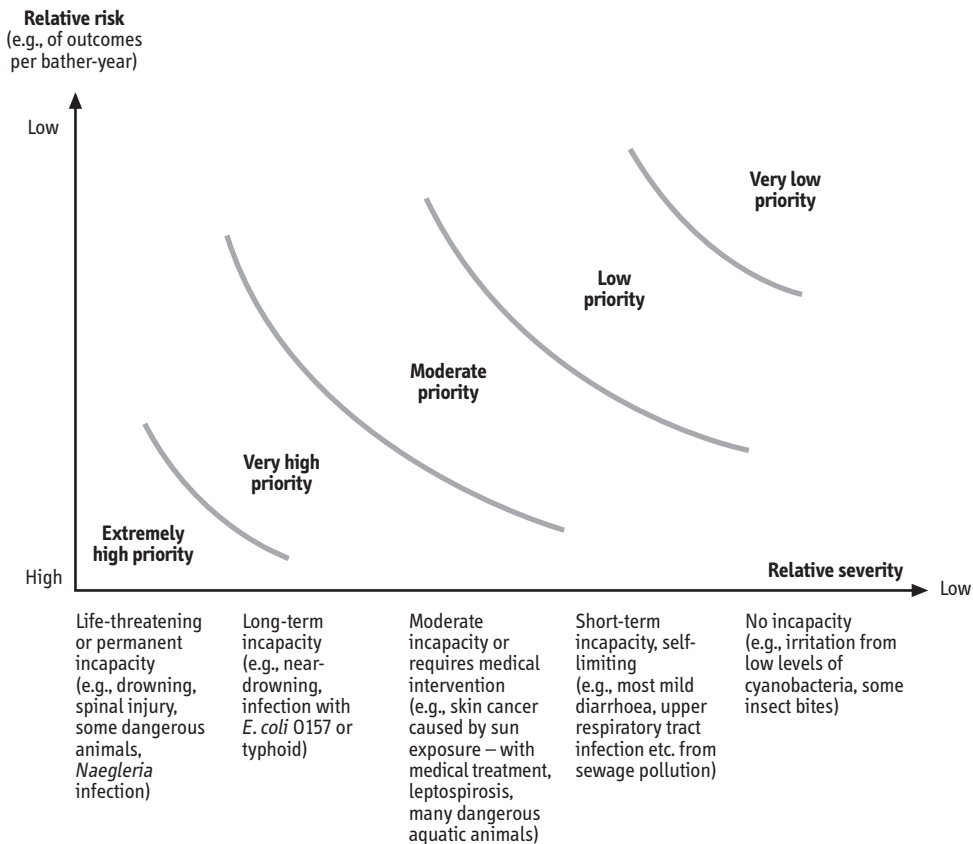 Relative risk
(e.g., of outcomes
per bather-year)
Low
Very low
priority
Low
priority
Moderate
priority
Very high
priority
Extremely
high priority
High
Relative severity
Low
Life-threatening
or permanent
incapacity
(e.g., drowning,
spinal injury,
some dangerous
animals,
Naegleria
infection)
Long-term
incapacity
(e.g., near-
drowning,
infection with
E. coli O157 or
typhoid)
Moderate
incapacity or
requires medical
intervention
(e.g., skin cancer
caused by sun
exposure – with
medical treatment,
leptospirosis,
many dangerous
aquatic animals)
Short-term
incapacity, self-
limiting
(e.g., most mild
diarrhoea, upper
respiratory tract
infection etc. from
sewage pollution)
No incapacity
(e.g., irritation from
low levels of
cyanobacteria, some
insect bites)